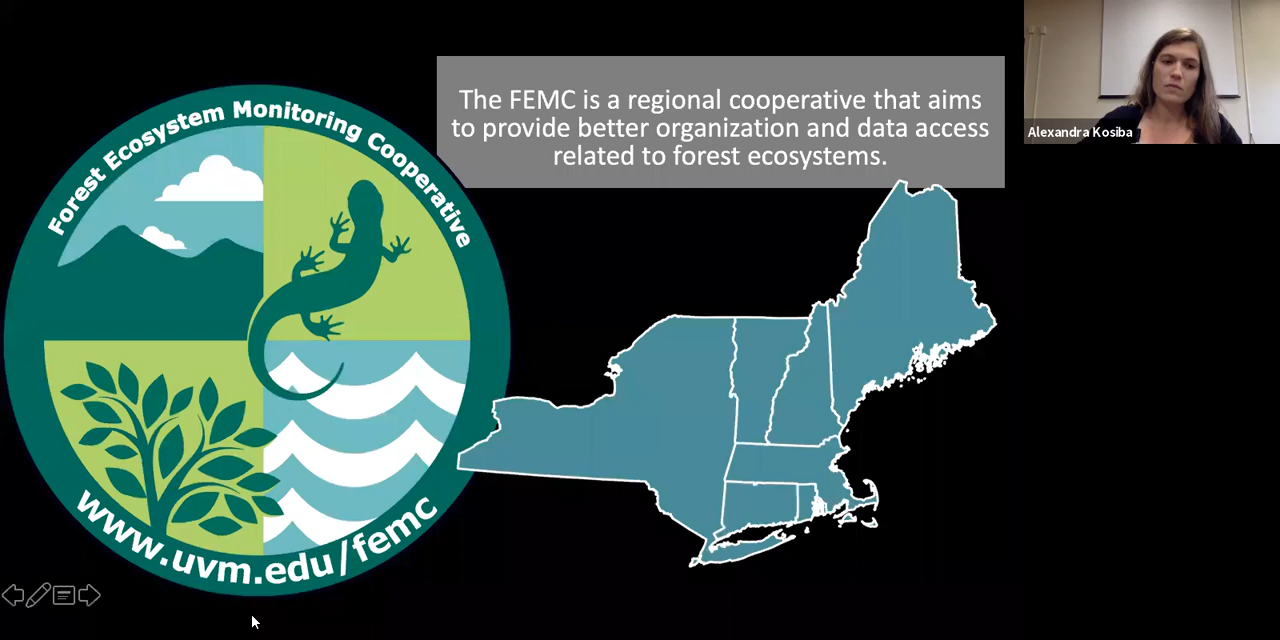 Forest Ecosystem Monitoring Cooperative
www.uvm.edu/femc
The FEMC is a regional cooperative that aims
to provide better organization and data access
related to forest ecosystems.
Alexandra Kosiba